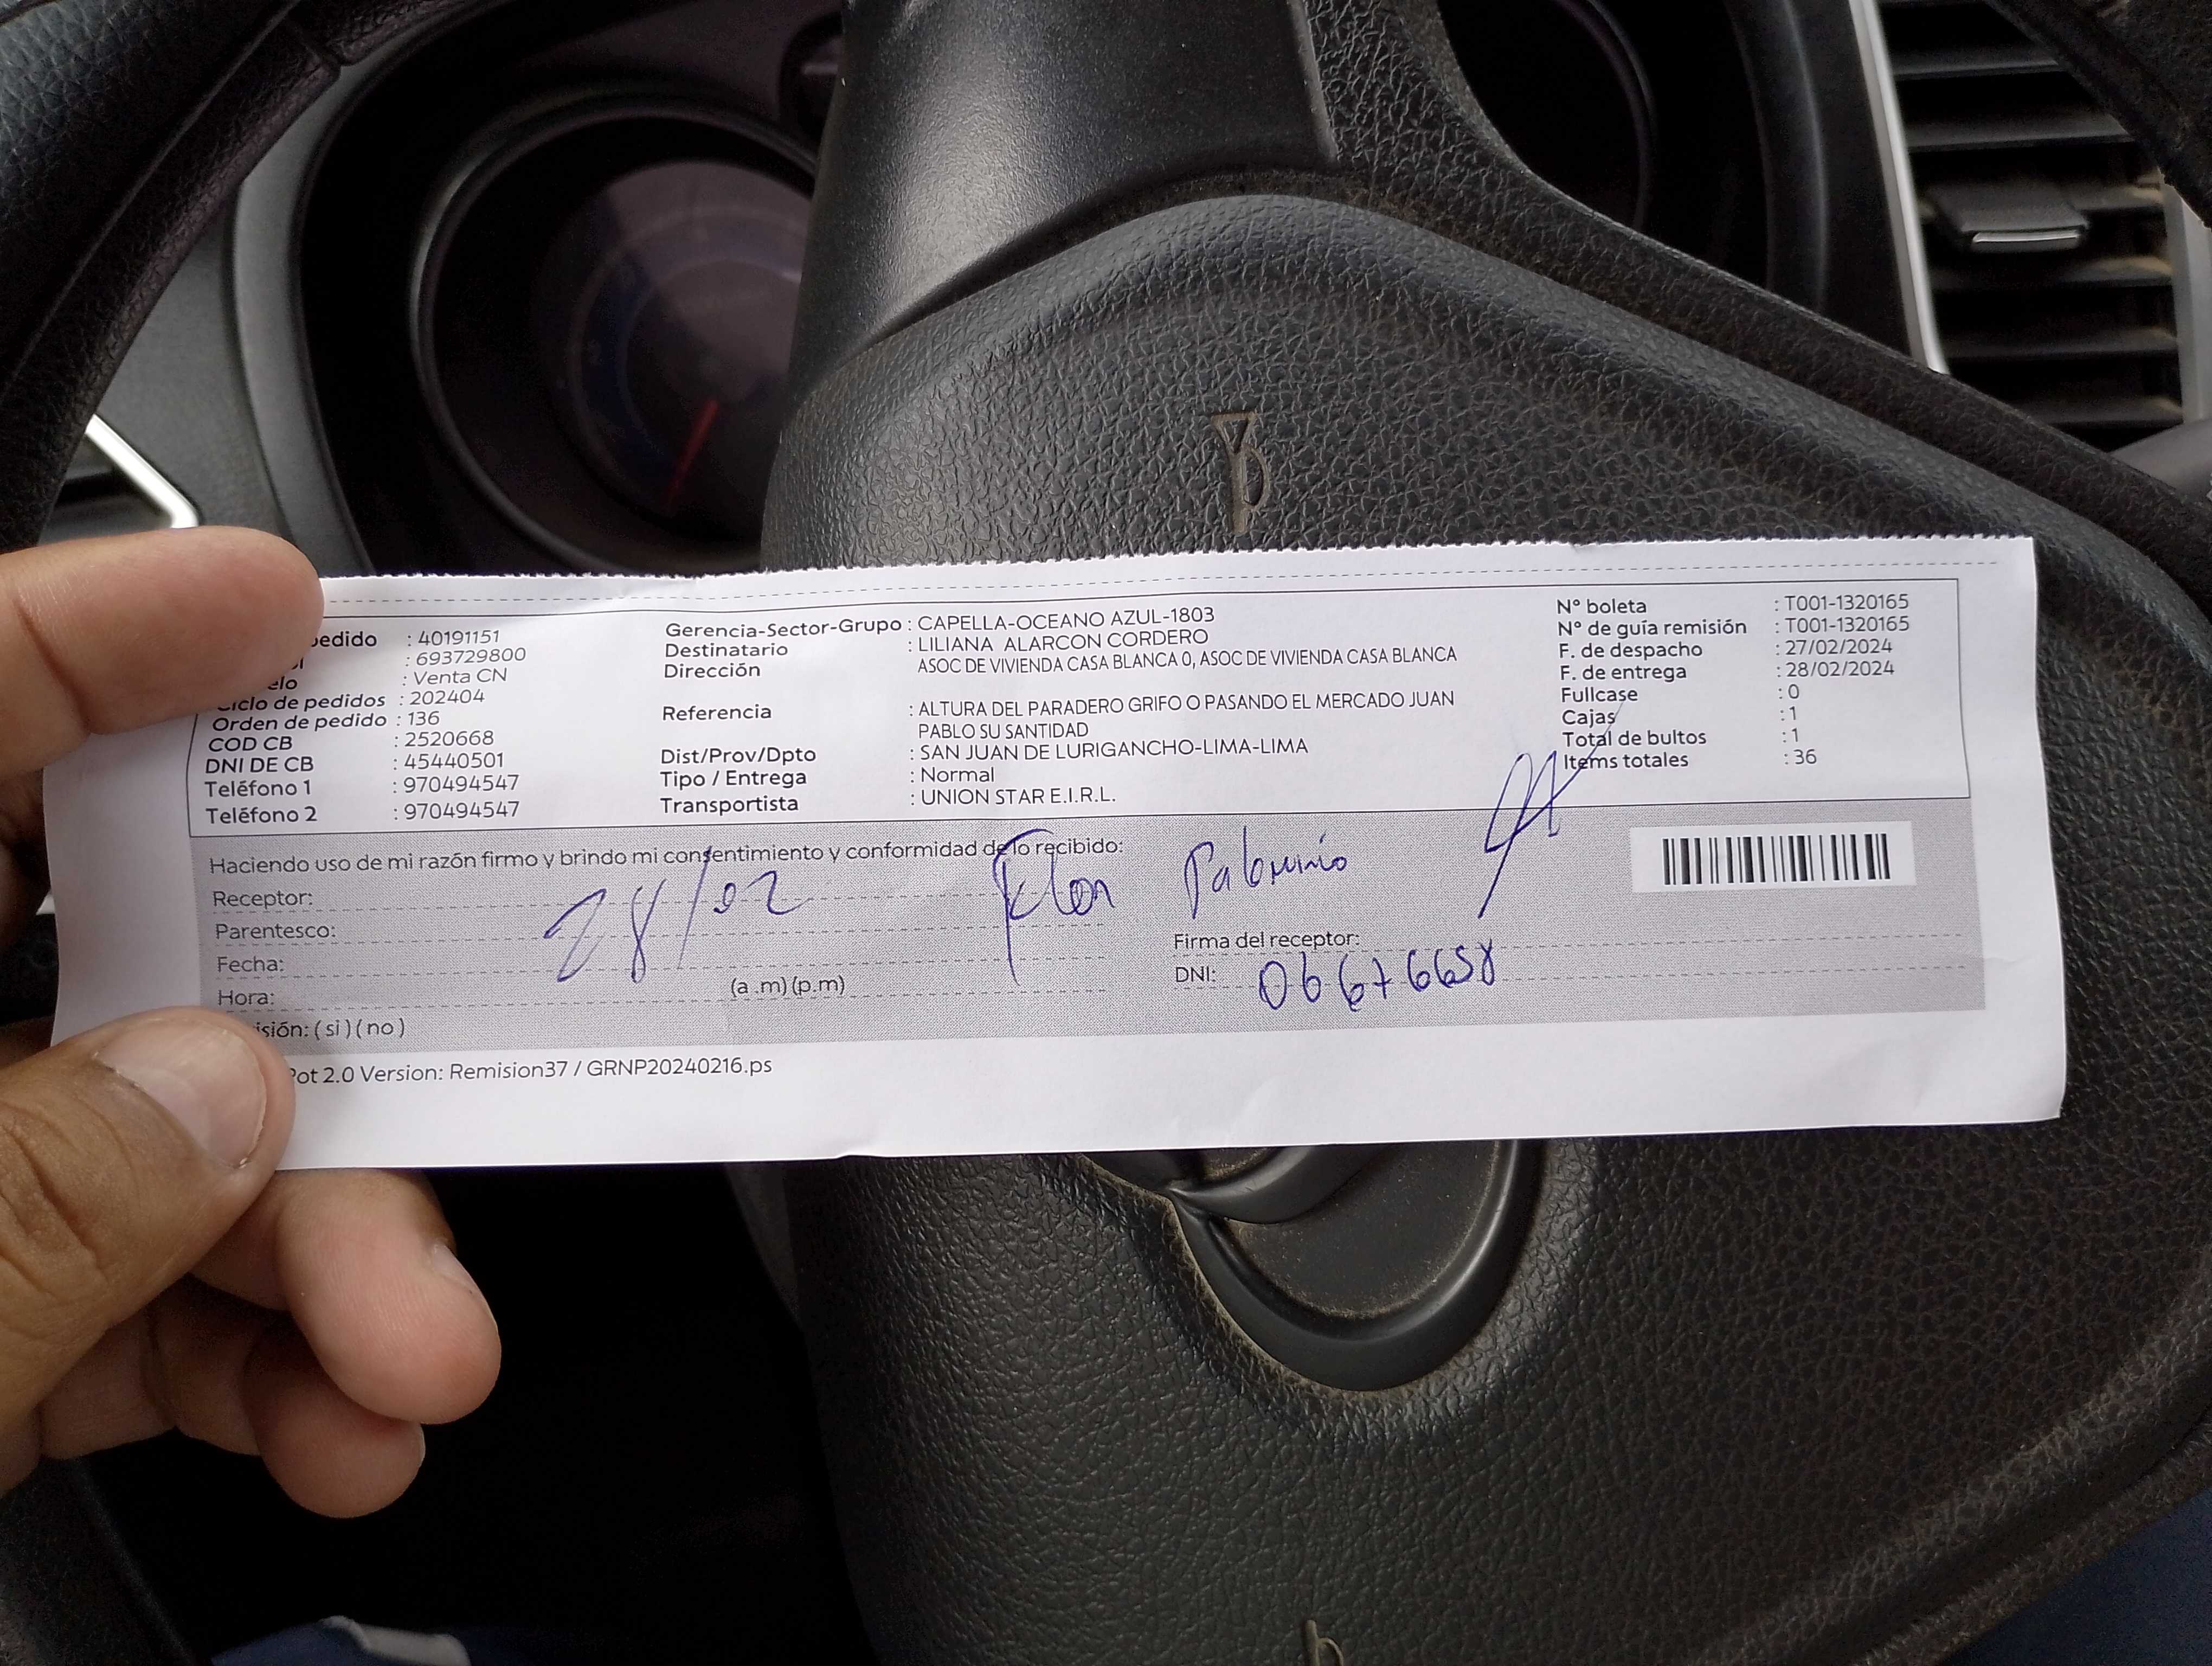 pedido : 40191151
: 693729800
elo : Venta CN
Ciclo de pedidos : 202404
Orden de pedido : 136
COD CB : 2520668
DNI DE CB : 45440501
Teléfono 1 : 970494547
Teléfono 2 : 970494547
Gerencia-Sector-Grupo : CAPELLA-OCEANO AZUL-1803
Destinatario : LILIANA ALARCON CORDERO
Dirección ASOC DE VIVIENDA CASA BLANCA 0, ASOC DE VIVIENDA CASA BLANCA
Referencia : ALTURA DEL PARADERO GRIFO O PASANDO EL MERCADO JUAN
PABLO SU SANTIDAD
Dist/Prov/Dpto : SAN JUAN DE LURIGANCHO-LIMA-LIMA
Tipo / Entrega : Normal
Transportista : UNION STAR E.I.R.L.
N° boleta : T001-1320165
N° de guía remisión : T001-1320165
F. de despacho : 27/02/2024
F. de entrega : 28/02/2024
Fullcase : 0
Cajas : 1
Total de bultos : 1
Items totales : 36
Haciendo uso de mi razón firmo y brindo mi consentimiento y conformidad de lo recibido:
Receptor: Palomino
Parentesco:
Fecha: 28/02
Hora: (a .m) (p.m)
isión: ( si ) ( no )
Firma del receptor:
DNI: 06676658
Pot 2.0 Version: Remision37 / GRNP20240216.ps